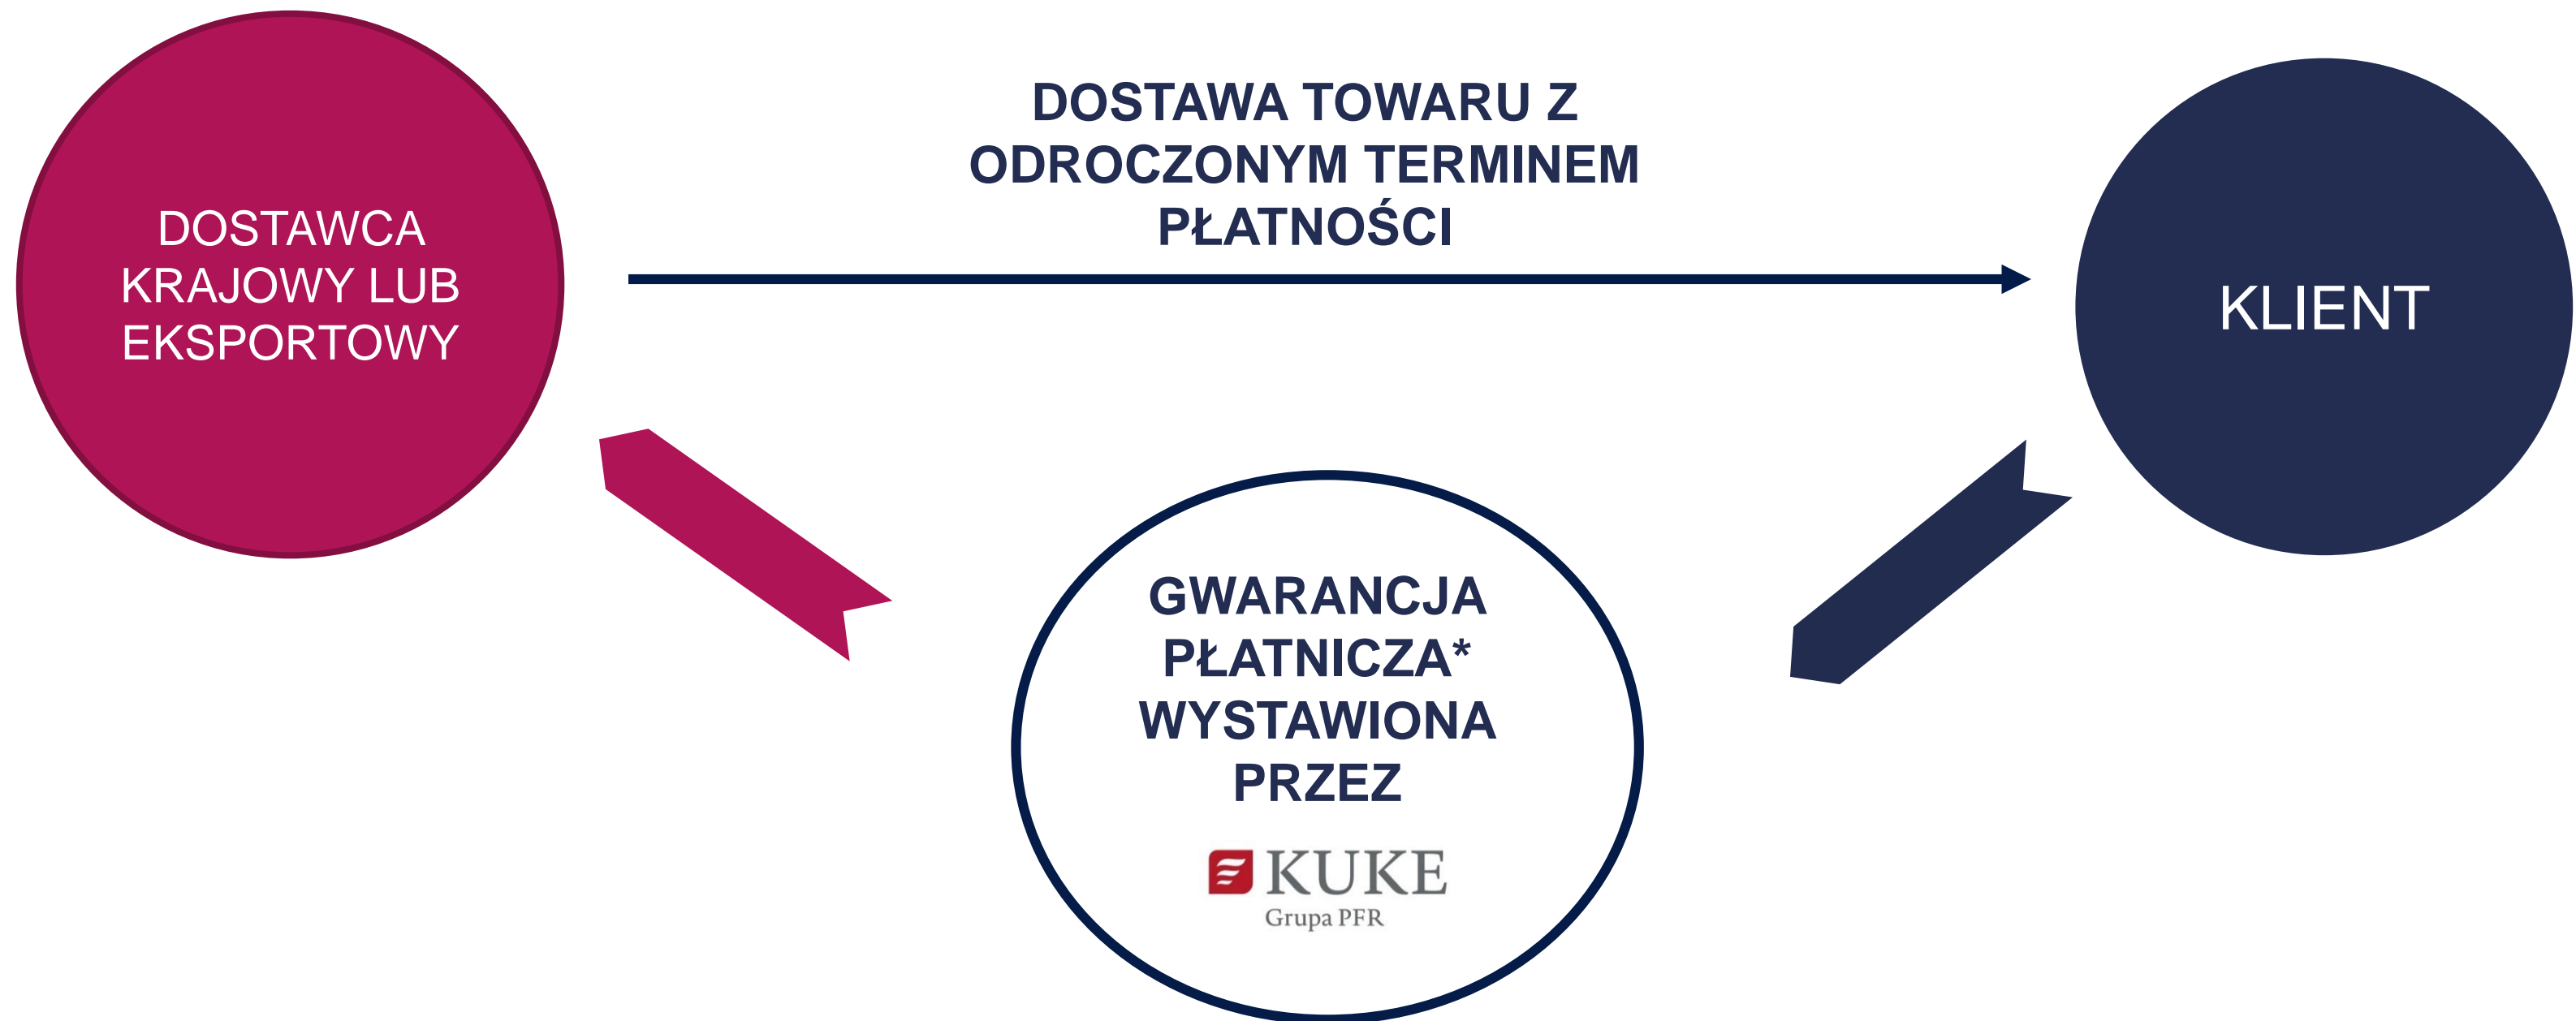 DOSTAWCA
KRAJOWY LUB
EKSPORTOWY
DOSTAWA TOWARU Z
ODROCZONYM TERMINEM
PŁATNOŚCI
KLIENT
GWARANCJA
PŁATNICZA*
WYSTAWIONA
PRZEZ
KUKE
Grupa PFR